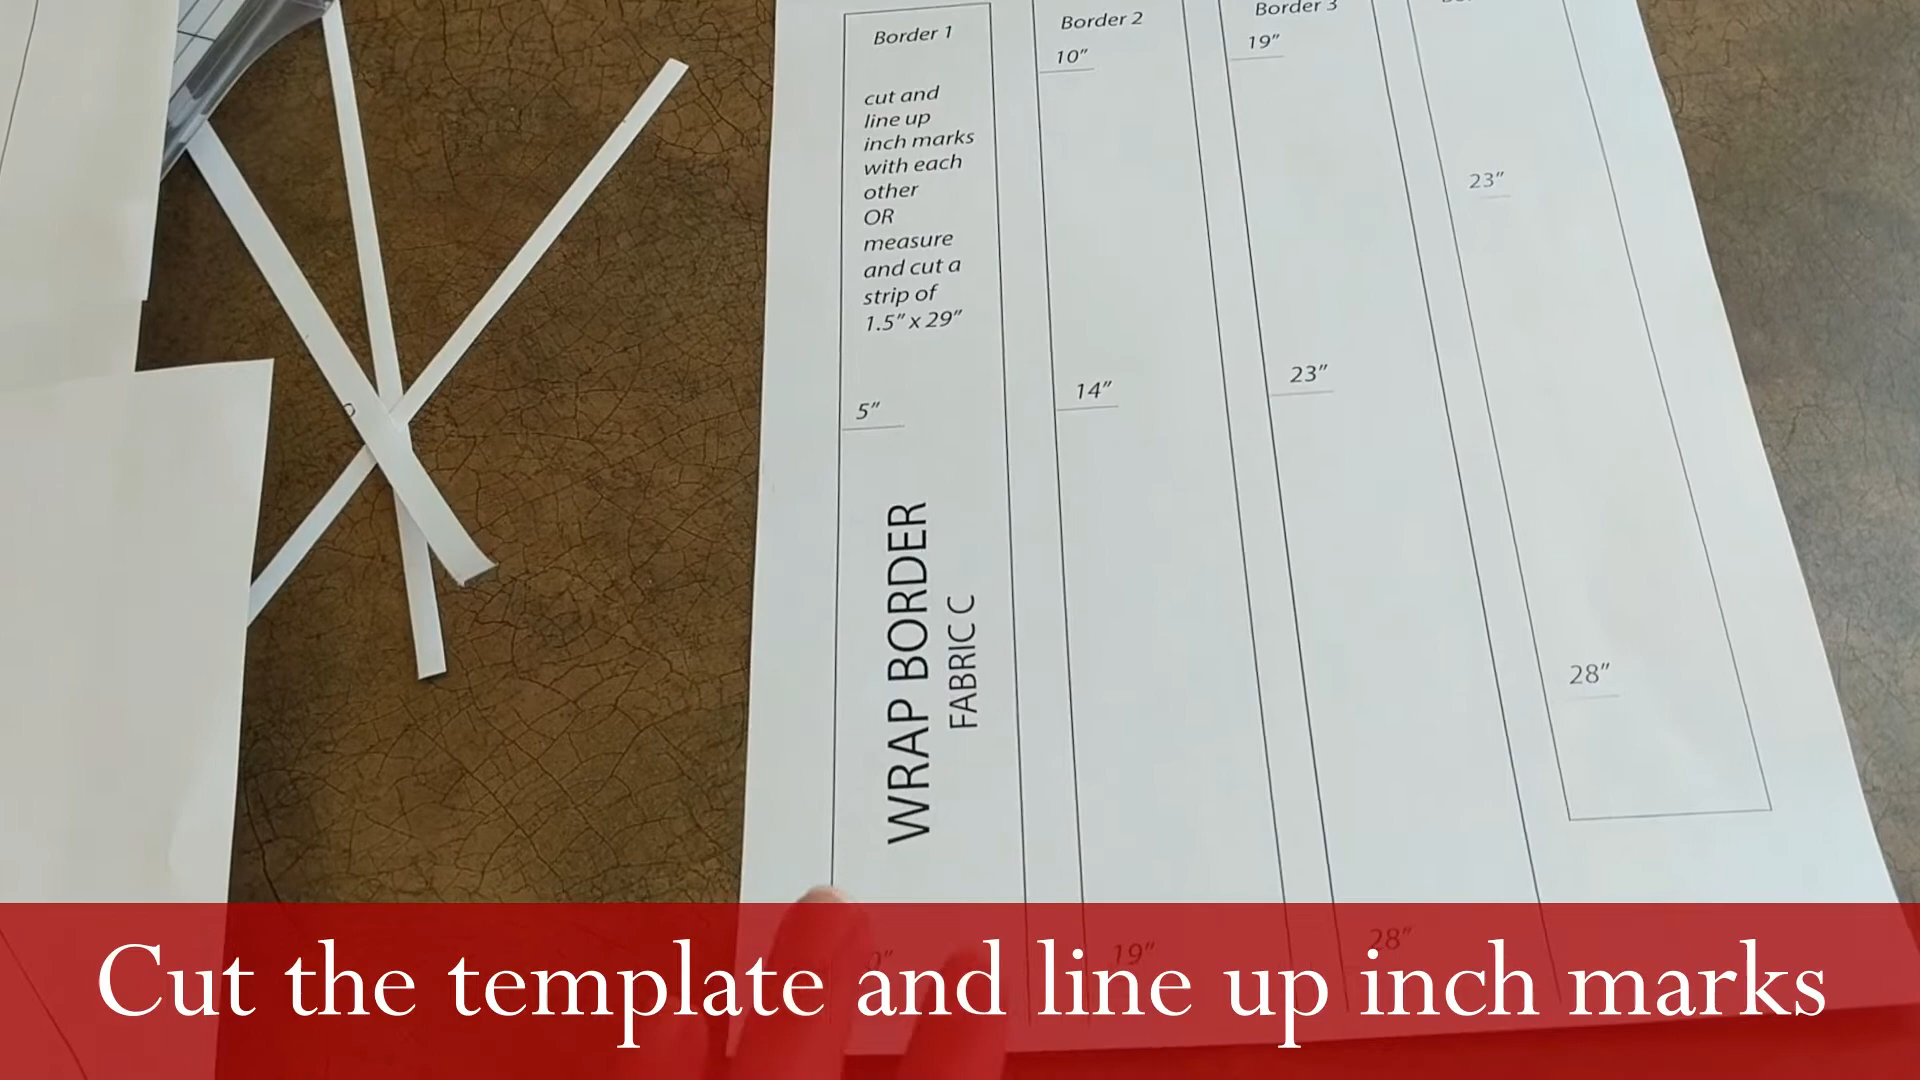 Border 1
cut and
line up
inch marks
with each
other
OR
measure
and cut a
strip of
1.5" x 29"
5"
WRAP BORDER
FABRIC C
Border 2
10"
14"
19"
Border 3
19"
23"
28"
23"
28"
Cut the template and line up inch marks